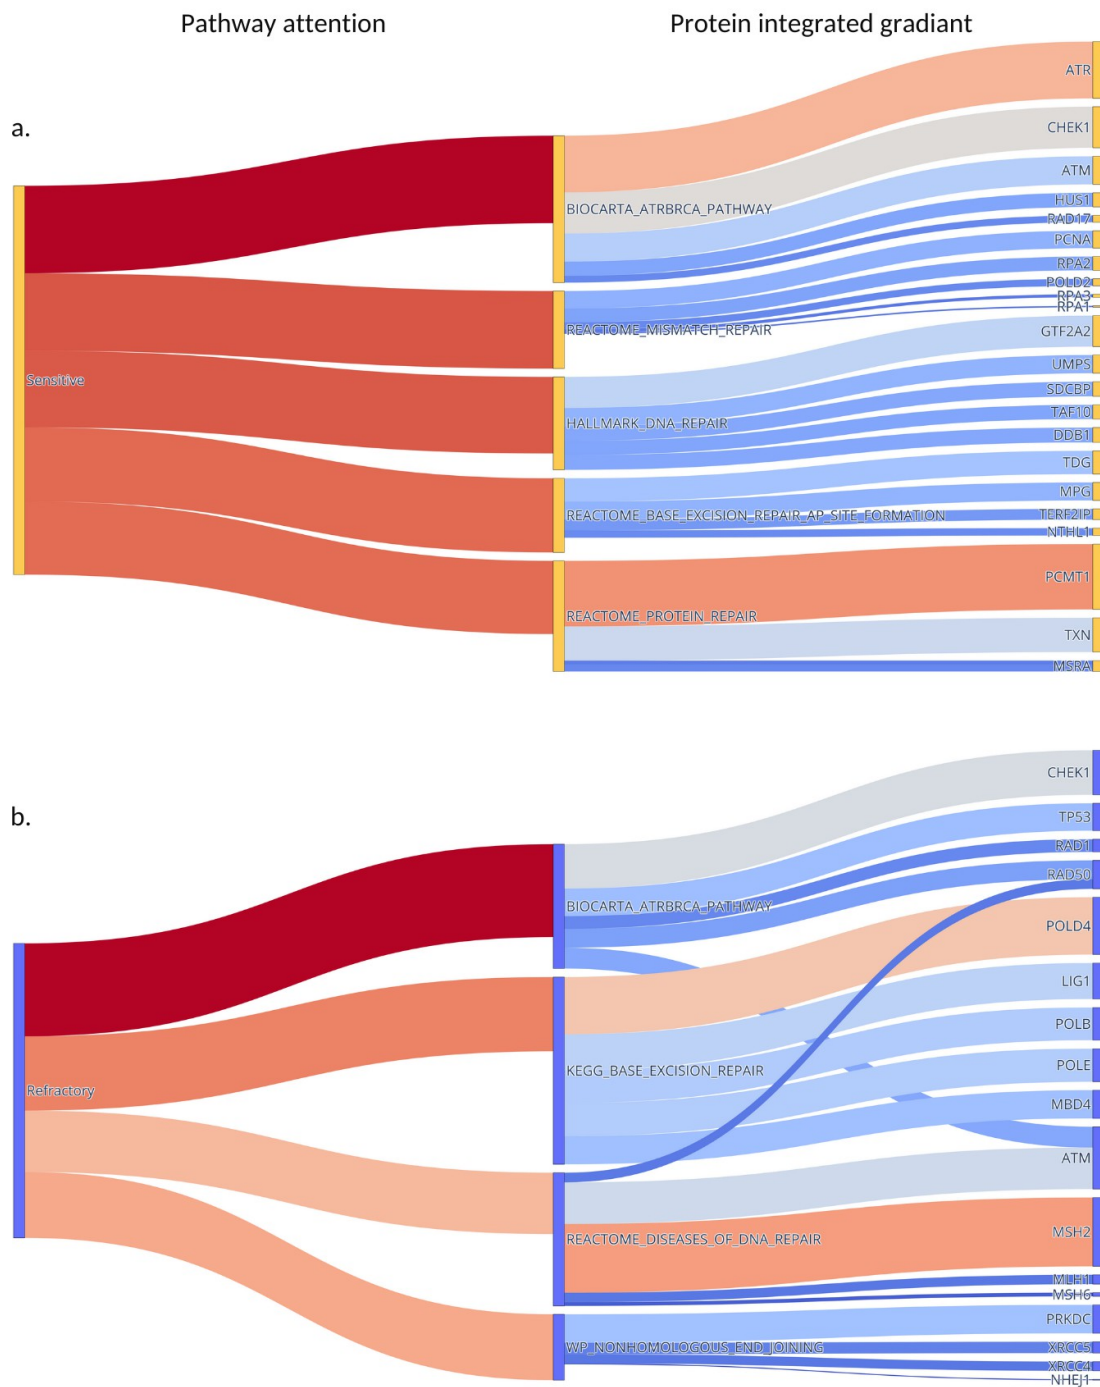 Pathway attention
Protein integrated gradiant
a.
Sensitive
BIOCARTA_ATRBRCA_PATHWAY
REACTOME_MISMATCH_REPAIR
HALLMARK_DNA_REPAIR
REACTOME_BASE_EXCISION_REPAIR_AP_SITE_FORMATION
REACTOME_PROTEIN_REPAIR
ATR
CHEK1
ATM
HUS1
RAD17
PCNA
RPA2
POLD2
RPA3
RPA1
GTF2A2
UMPS
SDCBP
TAF10
DDB1
TDG
MPG
TERF2IP
NTHL1
PCMT1
TXN
MSRA
b.
Refractory
BIOCARTA_ATRBRCA_PATHWAY
KEGG_BASE_EXCISION_REPAIR
REACTOME_DISEASES_OF_DNA_REPAIR
WP_NONHOMOLOGOUS_END_JOINING
CHEK1
TP53
RAD1
RAD50
POLD4
LIG1
POLB
POLE
MBD4
ATM
MSH2
MLH1
MSH6
PRKDC
XRCC5
XRCC4
NHEJ1